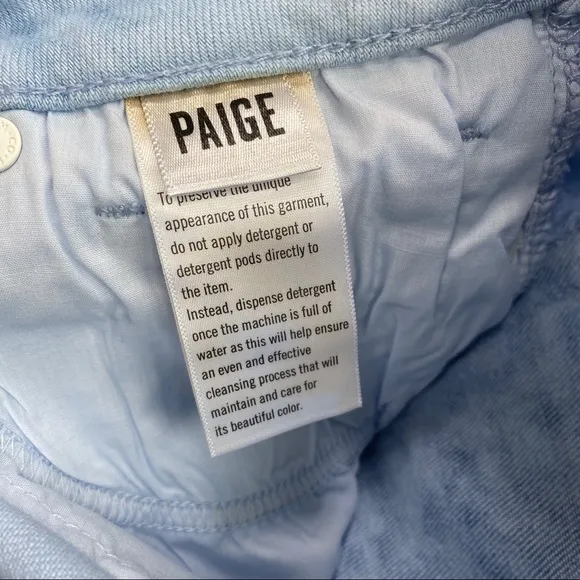 PAIGE
To preserve the unique
appearance of this garment,
do not apply detergent or
detergent pods directly to
the item.
Instead, dispense detergent
once the machine is full of
water as this will help ensure
an even and effective
cleansing process that will
maintain and care for
its beautiful color.